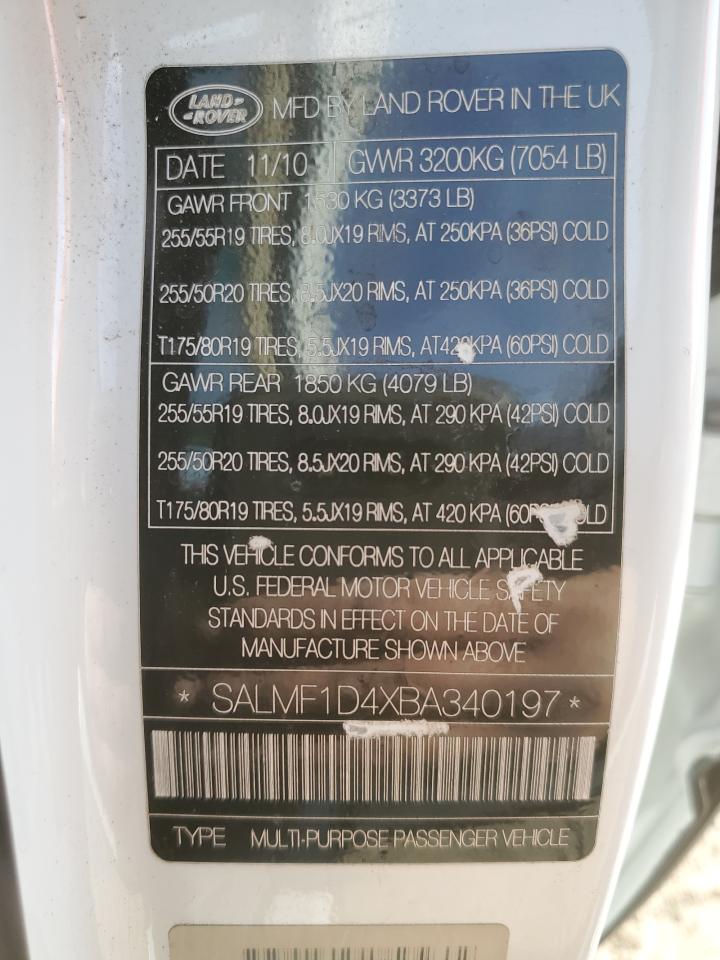 LAND-
-ROVER
MFD BY LAND ROVER IN THE UK
DATE 11/10 GWWR 3200KG (7054 LB)
GAWR FRONT 1530 KG (3373 LB)
255/55R19 TIRES, 8.0JX19 RIMS, AT 250KPA (36PSI) COLD
255/50R20 TIRES, 8.5JX20 RIMS, AT 250KPA (36PSI) COLD
T175/80R19 TIRES, 5.5JX19 RIMS, AT 420KPA (60PSI) COLD
GAWR REAR 1850 KG (4079 LB)
255/55R19 TIRES, 8.0JX19 RIMS, AT 290 KPA (42PSI) COLD
255/50R20 TIRES, 8.5JX20 RIMS, AT 290 KPA (42PSI) COLD
T175/80R19 TIRES, 5.5JX19 RIMS, AT 420 KPA (60PSI) COLD
THIS VEHICLE CONFORMS TO ALL APPLICABLE
U.S. FEDERAL MOTOR VEHICLE SAFETY
STANDARDS IN EFFECT ON THE DATE OF
MANUFACTURE SHOWN ABOVE
* SALMF1D4XBA340197 *
TYPE MULTI-PURPOSE PASSENGER VEHICLE